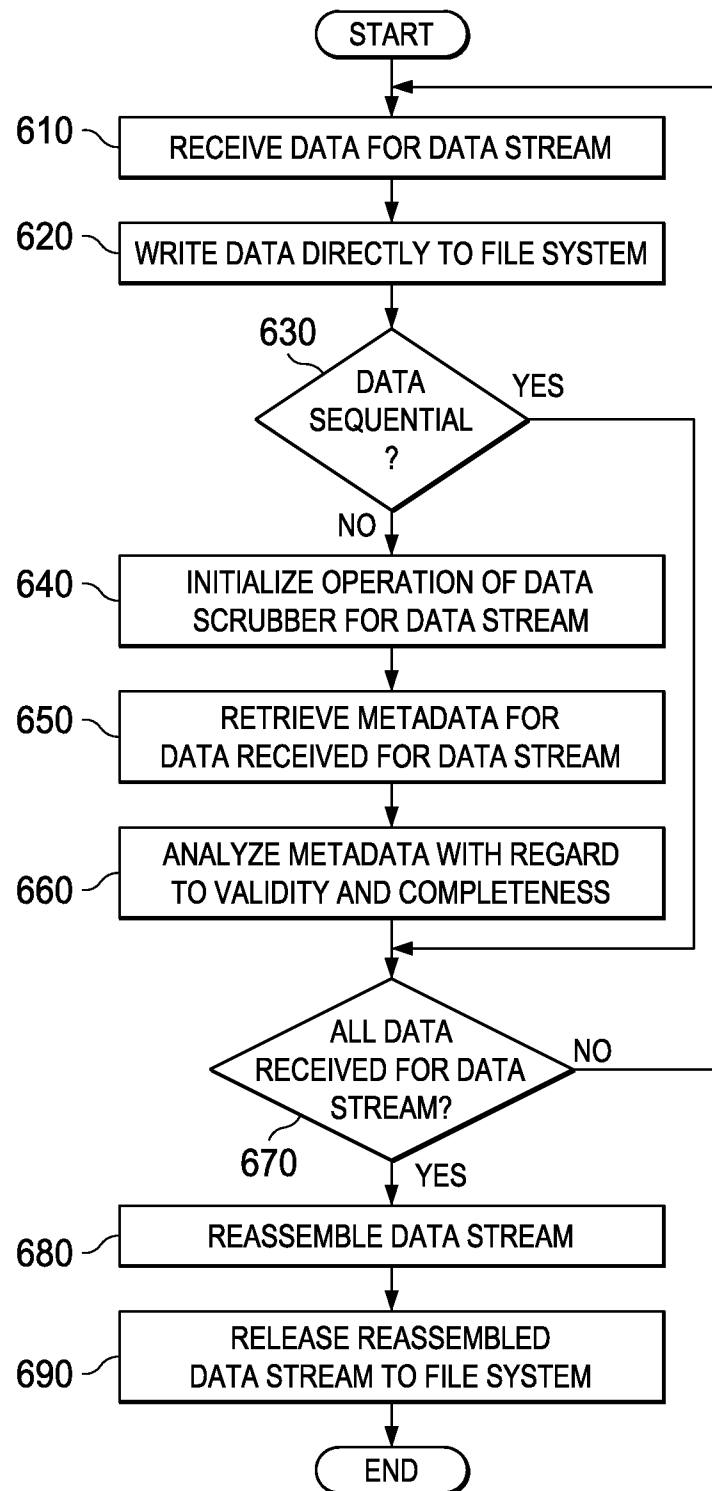 START
610
RECEIVE DATA FOR DATA STREAM
620
WRITE DATA DIRECTLY TO FILE SYSTEM
630
DATA
SEQUENTIAL
?
YES
NO
640
INITIALIZE OPERATION OF DATA
SCRUBBER FOR DATA STREAM
650
RETRIEVE METADATA FOR
DATA RECEIVED FOR DATA STREAM
660
ANALYZE METADATA WITH REGARD
TO VALIDITY AND COMPLETENESS
ALL DATA
RECEIVED FOR DATA
STREAM?
NO
670
YES
680
REASSEMBLE DATA STREAM
690
RELEASE REASSEMBLED
DATA STREAM TO FILE SYSTEM
END